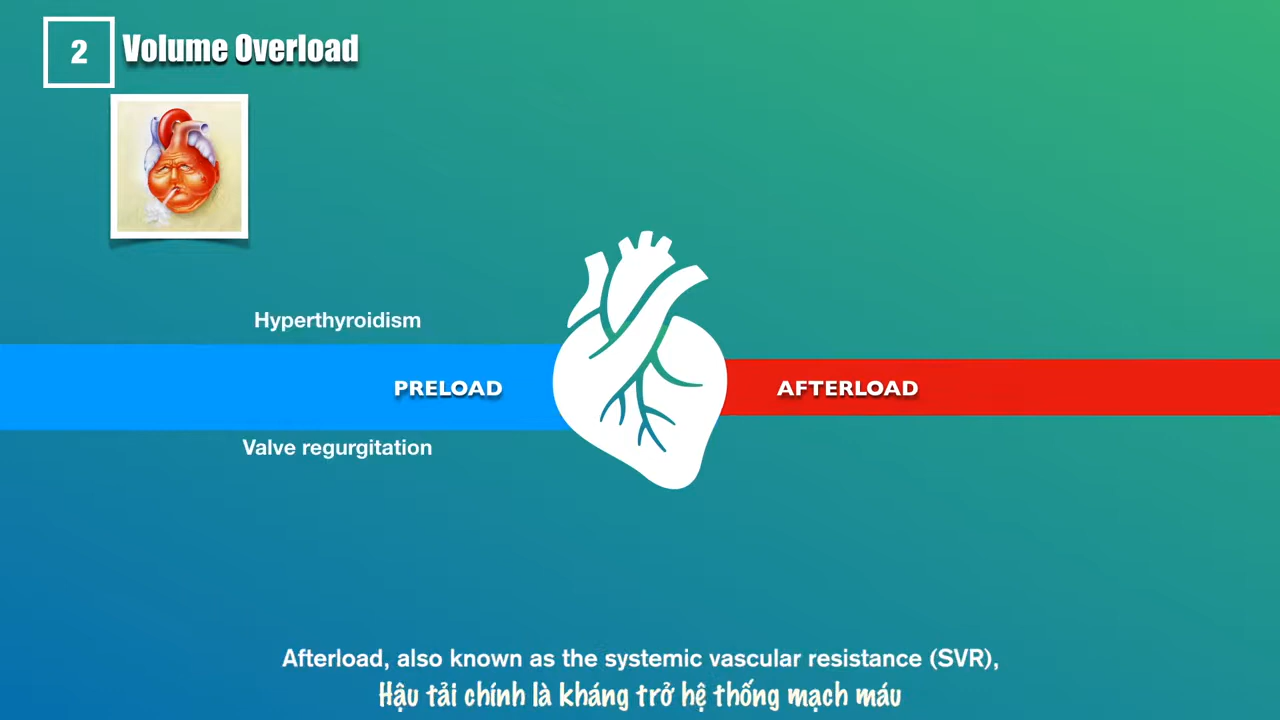 2
Volume Overload
Hyperthyroidism
PRELOAD
AFTERLOAD
Valve regurgitation
Afterload, also known as the systemic vascular resistance (SVR),
Hậu tải chính là kháng trở hệ thống mạch máu